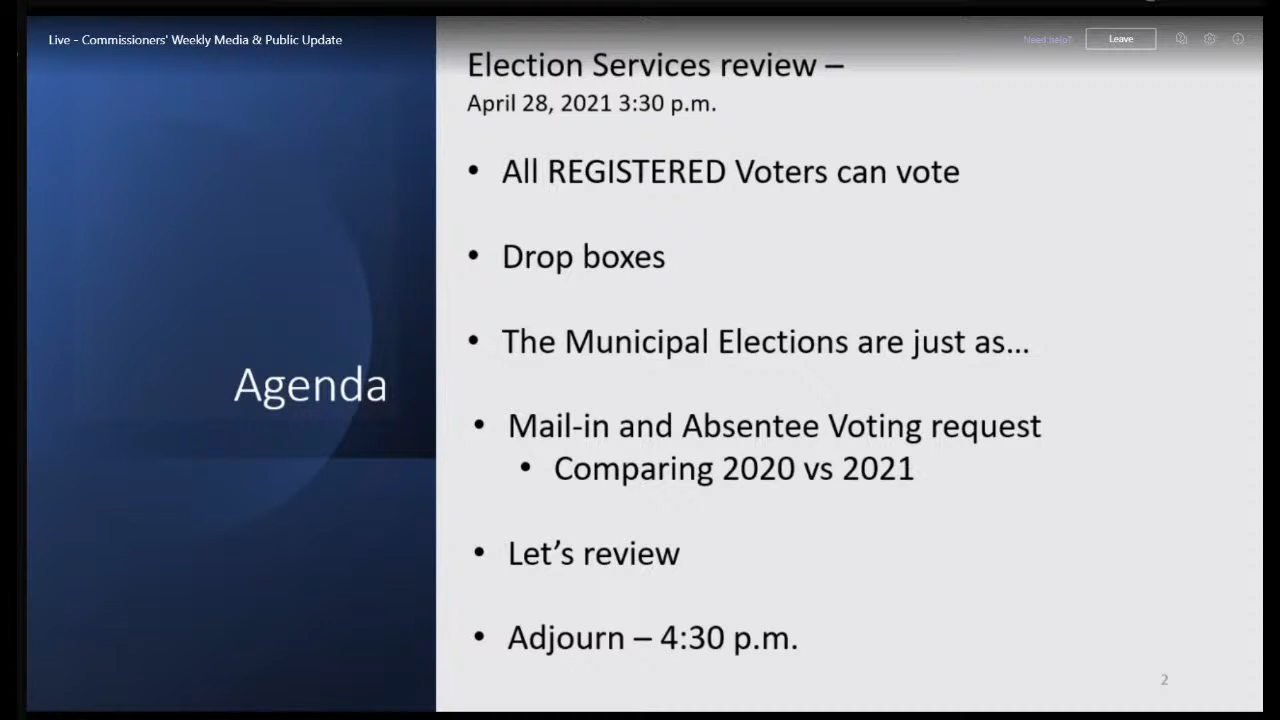 Live - Commissioners' Weekly Media & Public Update
Need help?
Leave
Election Services review –
April 28, 2021 3:30 p.m.
• All REGISTERED Voters can vote
• Drop boxes
• The Municipal Elections are just as…
Agenda
• Mail-in and Absentee Voting request
• Comparing 2020 vs 2021
• Let’s review
• Adjourn – 4:30 p.m.
2